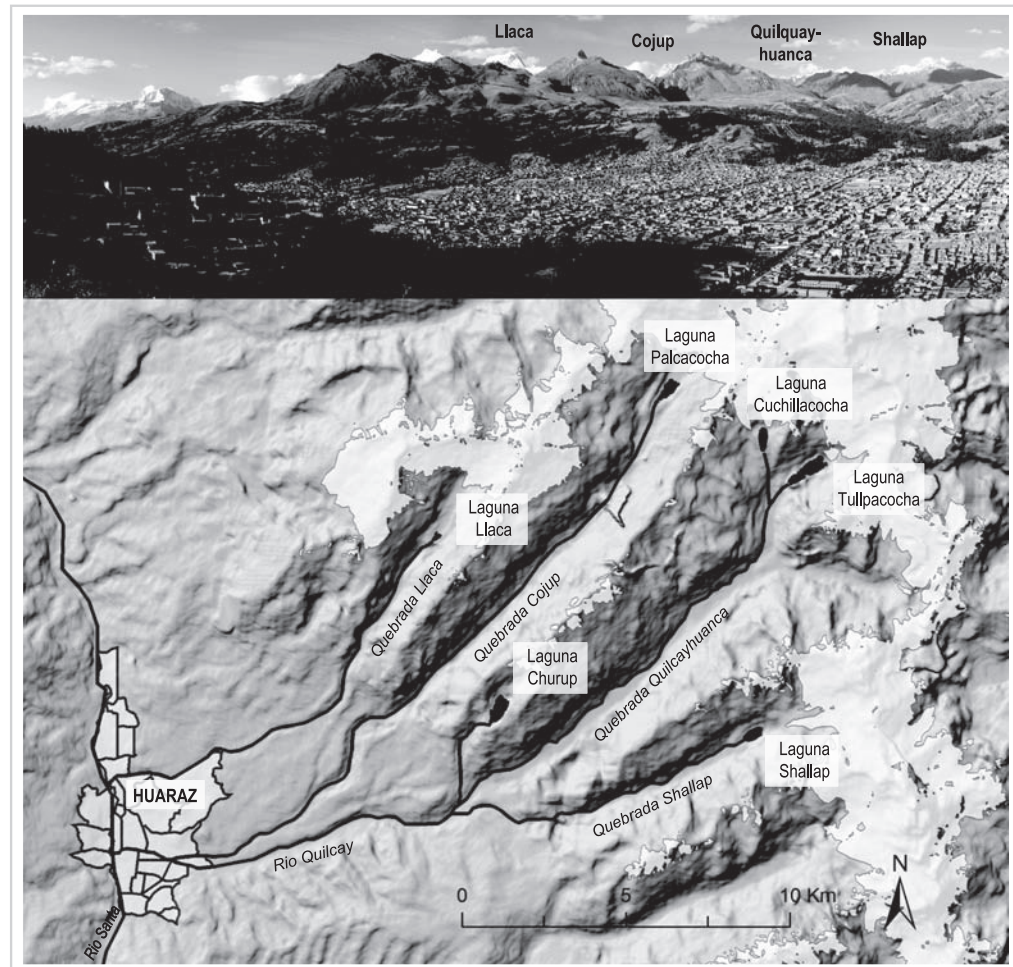 Llaca
Cojup
Quilquay-
huanca
Shallap
Laguna
Palcacocha
Laguna
Cuchillacocha
Laguna
Tullpacocha
Laguna
Llaca
Quebrada Llaca
Quebrada Cojup
Laguna
Churup
Quebrada Quilcayhuanca
Laguna
Shallap
Quebrada Shallap
HUARAZ
Rio Quilcay
Rio Santa
0
5
10 Km
N